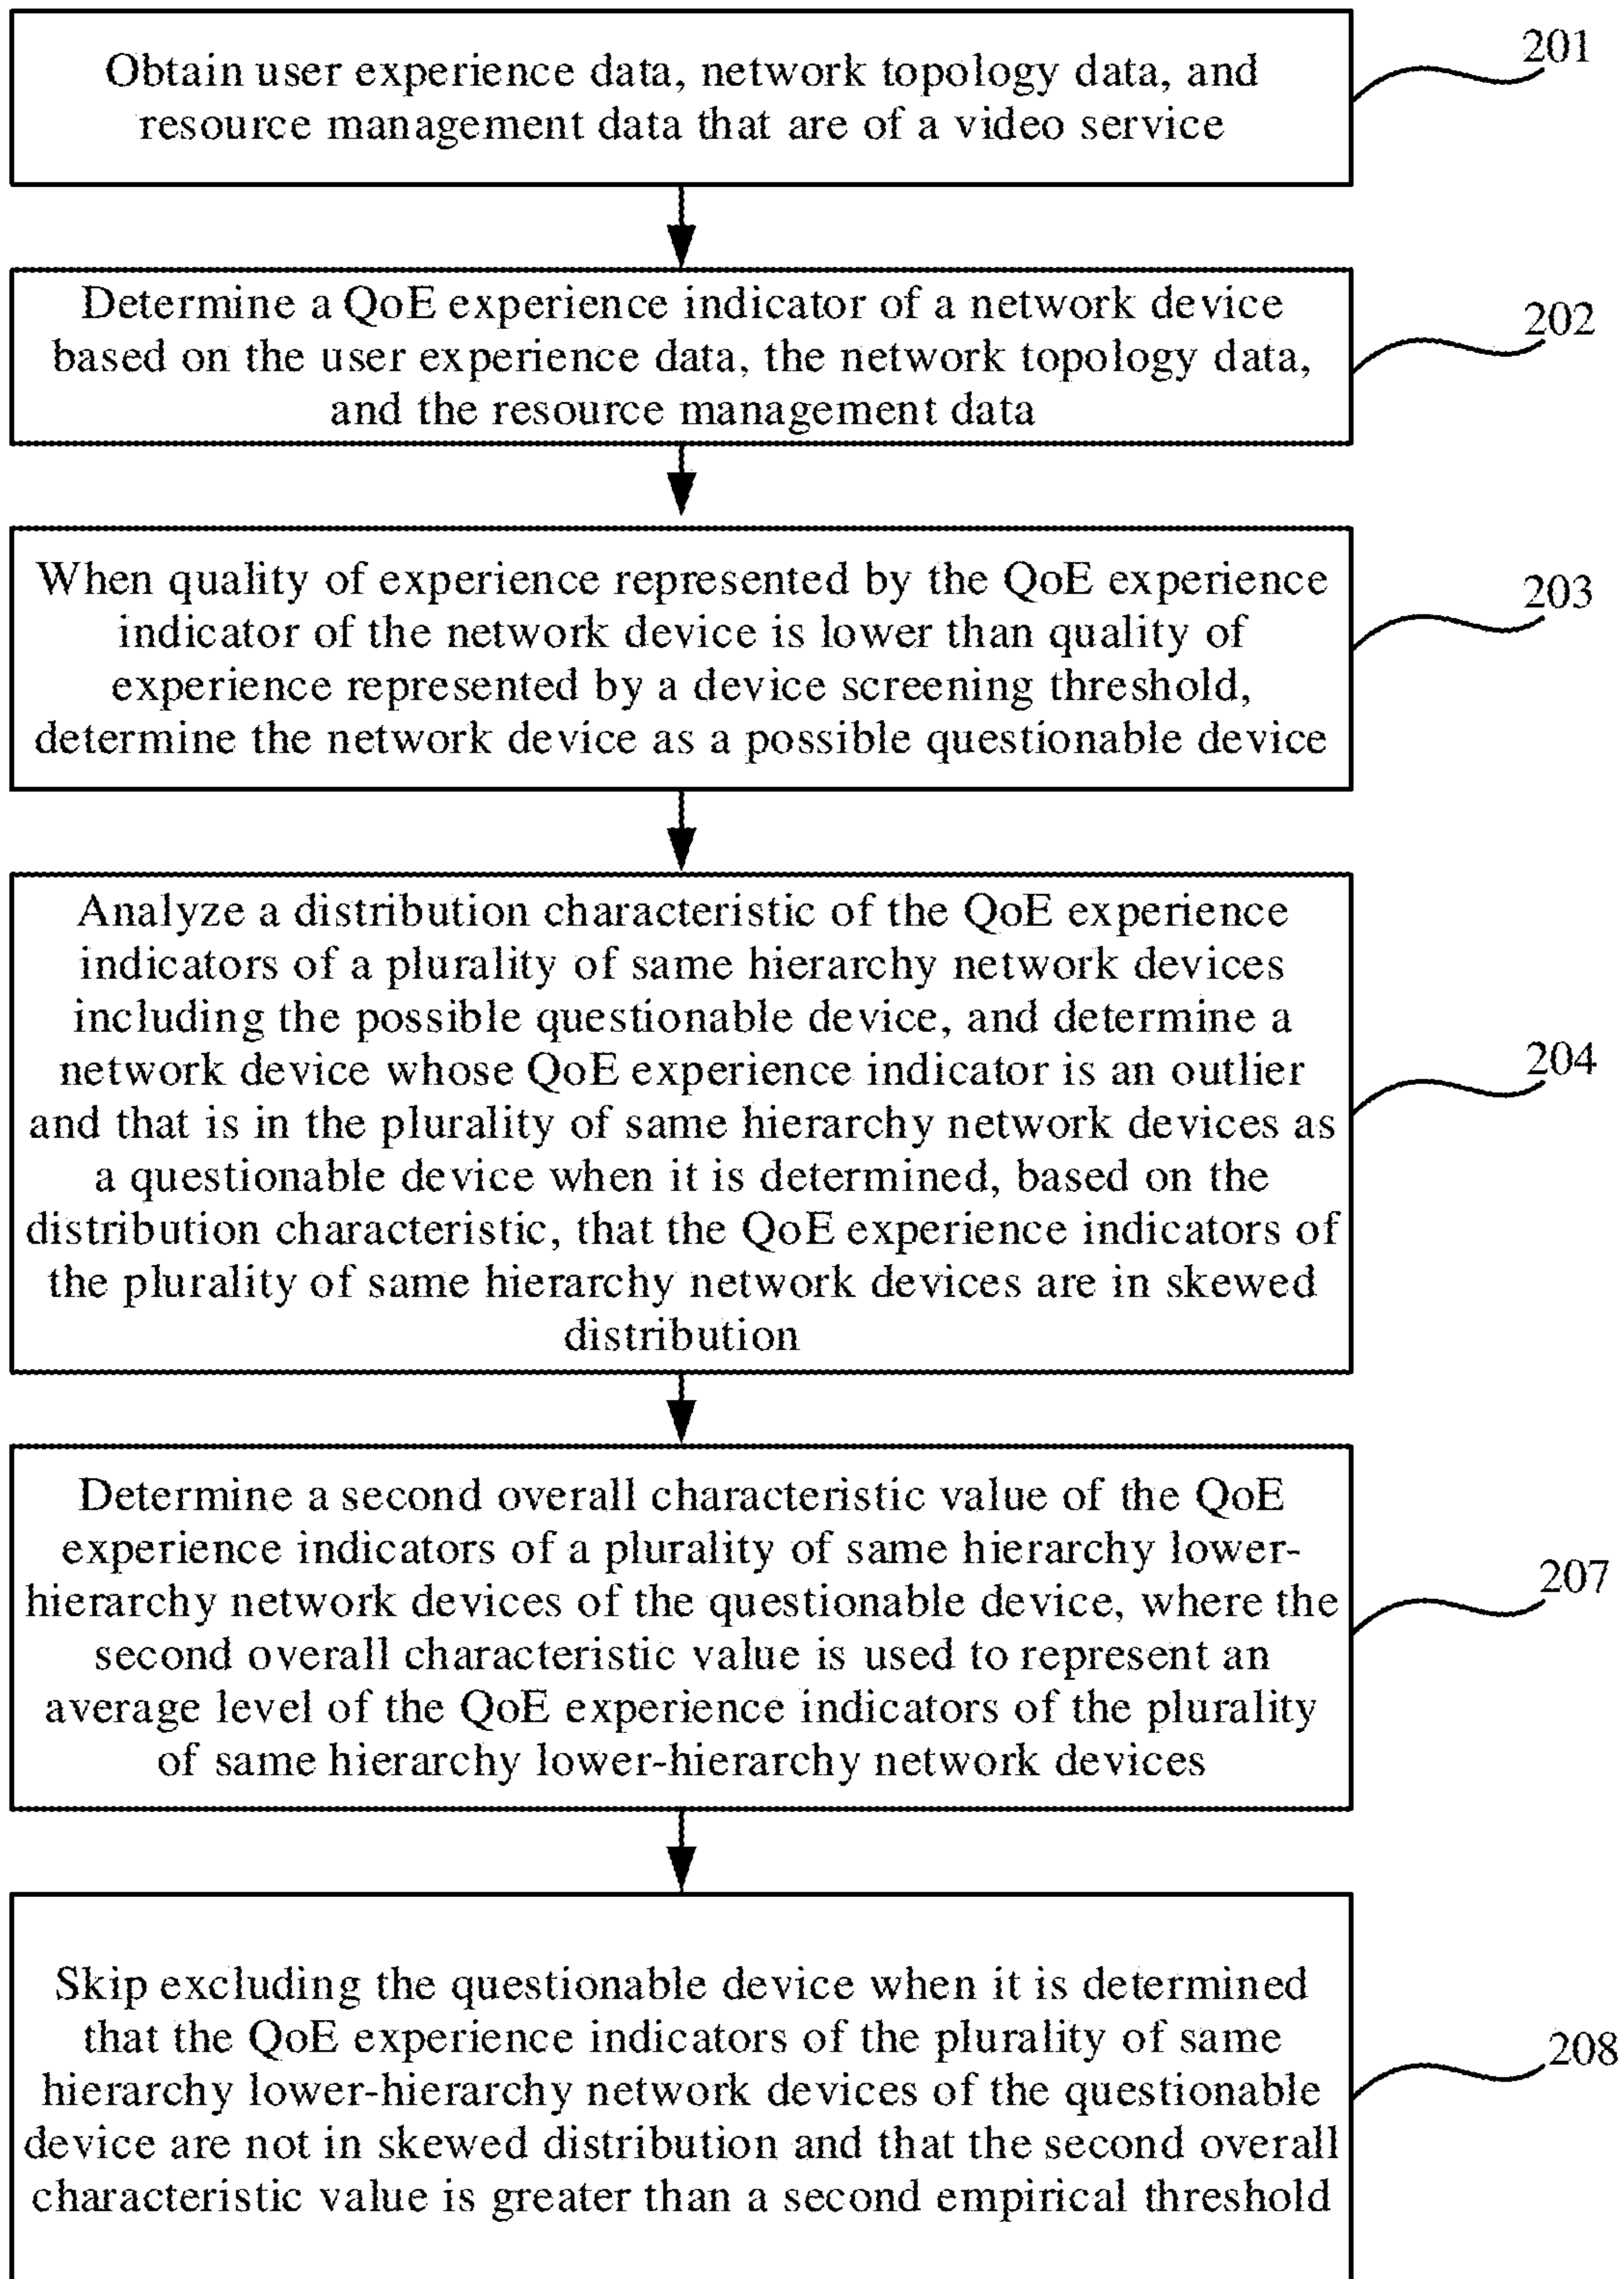 Obtain user experience data, network topology data, and
resource management data that are of a video service
201
Determine a QoE experience indicator of a network device
based on the user experience data, the network topology data,
and the resource management data
202
When quality of experience represented by the QoE experience
indicator of the network device is lower than quality of
experience represented by a device screening threshold,
determine the network device as a possible questionable device
203
Analyze a distribution characteristic of the QoE experience
indicators of a plurality of same hierarchy network devices
including the possible questionable device, and determine a
network device whose QoE experience indicator is an outlier
and that is in the plurality of same hierarchy network devices as
a questionable device when it is determined, based on the
distribution characteristic, that the QoE experience indicators of
the plurality of same hierarchy network devices are in skewed
distribution
204
Determine a second overall characteristic value of the QoE
experience indicators of a plurality of same hierarchy lower-
hierarchy network devices of the questionable device, where the
second overall characteristic value is used to represent an
average level of the QoE experience indicators of the plurality
of same hierarchy lower-hierarchy network devices
207
Skip excluding the questionable device when it is determined
that the QoE experience indicators of the plurality of same
hierarchy lower-hierarchy network devices of the questionable
device are not in skewed distribution and that the second overall
characteristic value is greater than a second empirical threshold
208